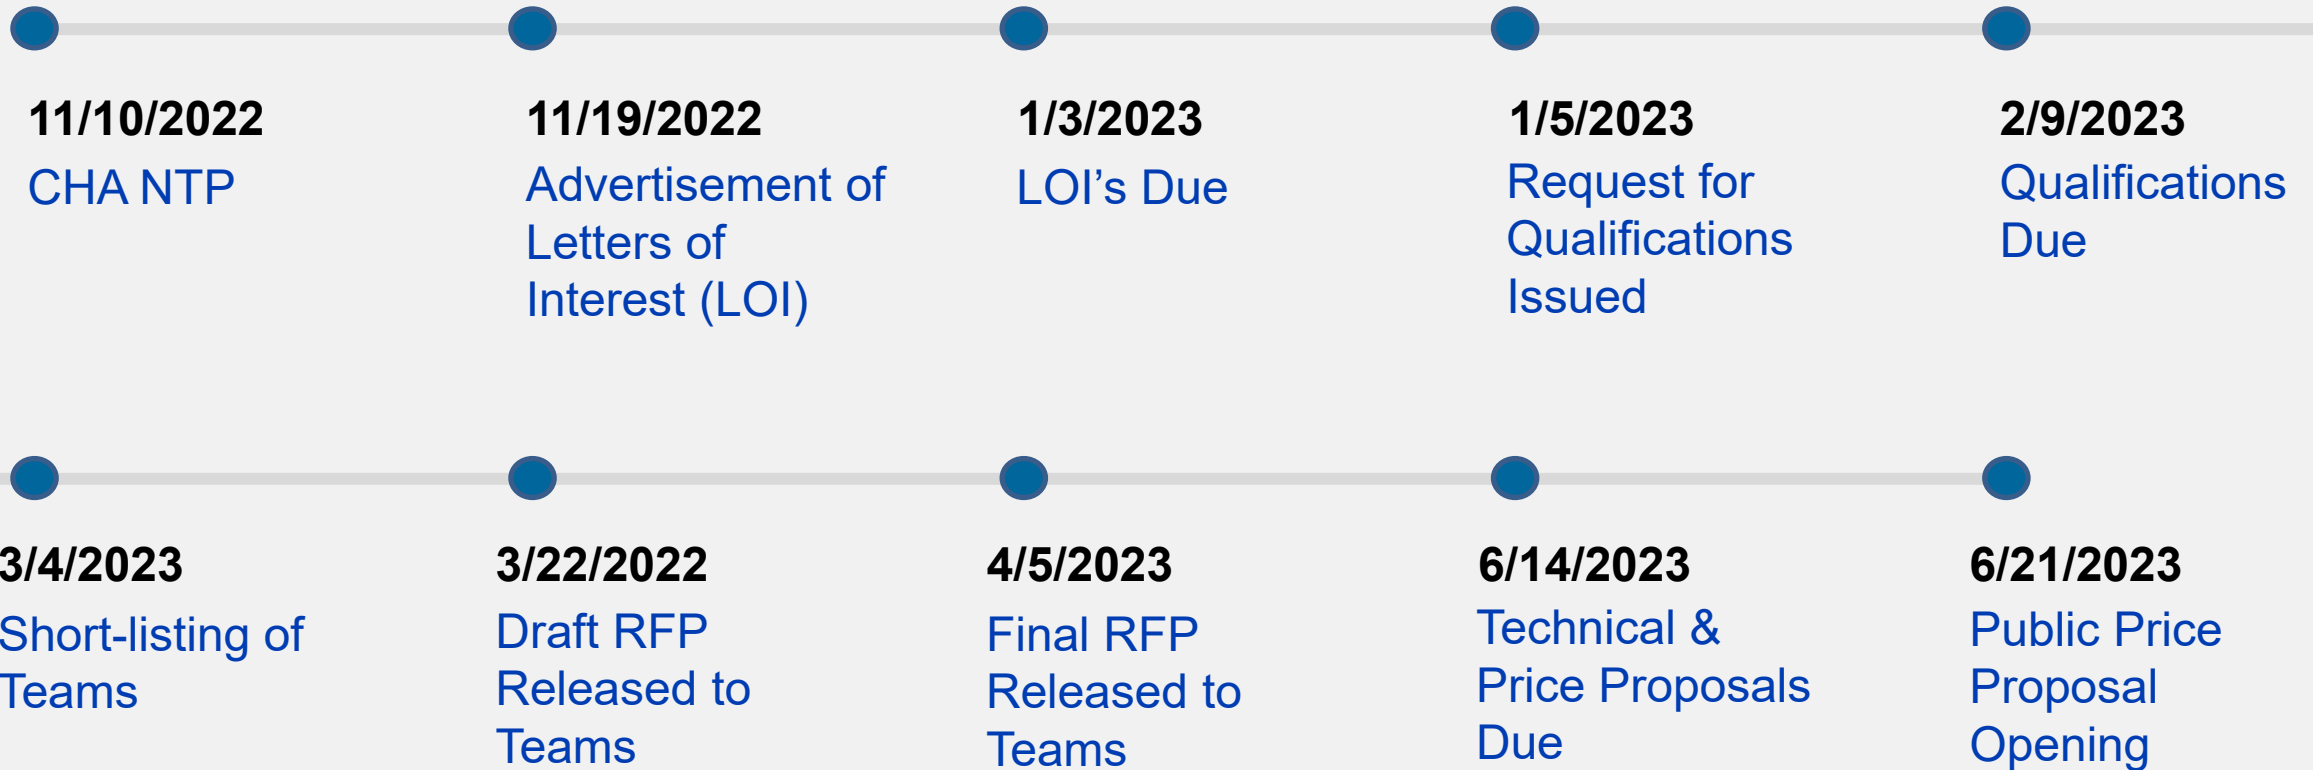 11/10/2022
CHA NTP
11/19/2022
Advertisement of
Letters of
Interest (LOI)
1/3/2023
LOI’s Due
1/5/2023
Request for
Qualifications
Issued
2/9/2023
Qualifications
Due
3/4/2023
Short-listing of
Teams
3/22/2022
Draft RFP
Released to
Teams
4/5/2023
Final RFP
Released to
Teams
6/14/2023
Technical &
Price Proposals
Due
6/21/2023
Public Price
Proposal
Opening